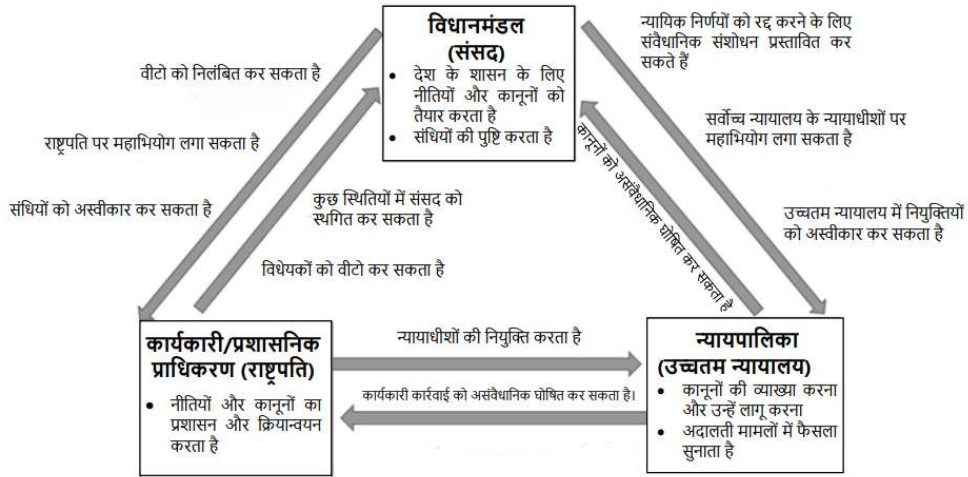 विधानमंडल
(संसद)
• देश के शासन के लिए
नीतियों और कानूनों को
तैयार करता है
• संधियों की पुष्टि करता है
वीटो को निलंबित कर सकता है
राष्ट्रपति पर महाभियोग लगा सकता है
संधियों को अस्वीकार कर सकता है
कुछ स्थितियों में संसद को
स्थगित कर सकता है
विधेयकों को वीटो कर सकता है
न्यायिक निर्णयों को रद्द करने के लिए
संवैधानिक संशोधन प्रस्तावित कर
सकते हैं
सर्वोच्च न्यायालय के न्यायाधीशों पर
महाभियोग लगा सकता है
उच्चतम न्यायालय में नियुक्तियों
को अस्वीकार कर सकता है
कानूनों को असंवैधानिक घोषित कर सकता है
कार्यकारी/प्रशासनिक
प्राधिकरण (राष्ट्रपति)
• नीतियों और कानूनों का
प्रशासन और क्रियान्वयन
करता है
न्यायाधीशों की नियुक्ति करता है
कार्यकारी कार्रवाई को असंवैधानिक घोषित कर सकता है।
न्यायपालिका
(उच्चतम न्यायालय)
• कानूनों की व्याख्या करना
और उन्हें लागू करना
• अदालती मामलों में फैसला
सुनाता है